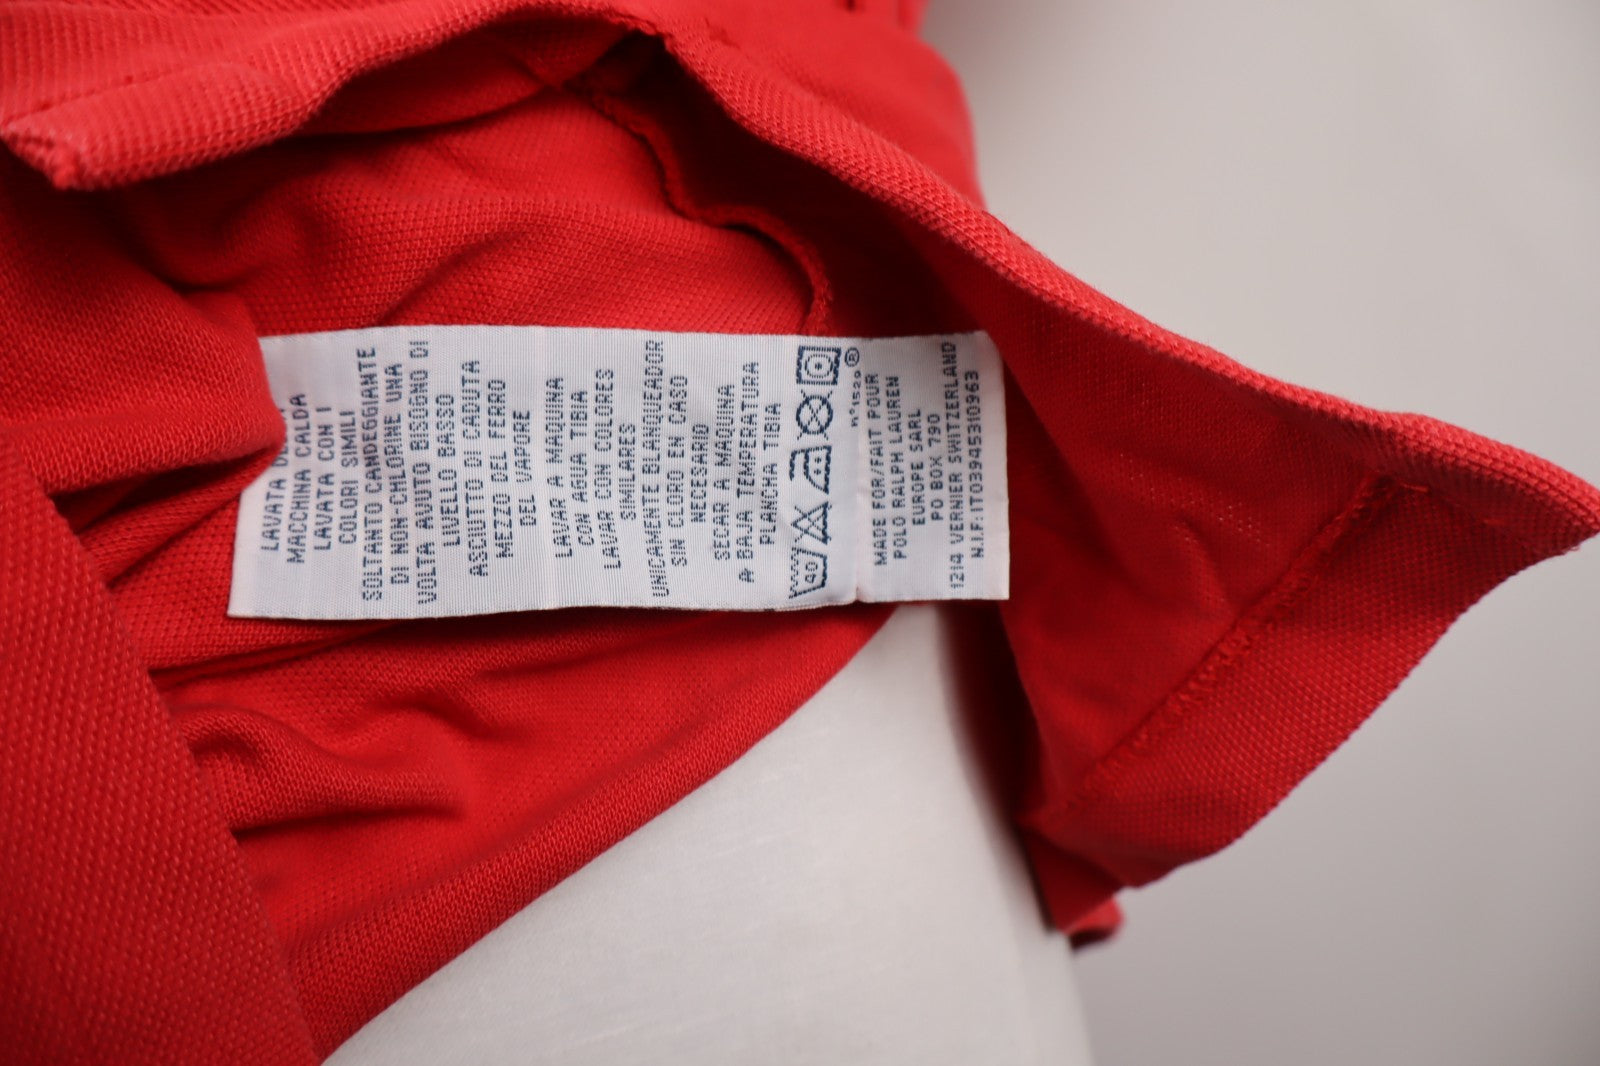 LAVATA
MACCHINA CALDA
LAVATA CON I
COLORI SIMILI
SOLTANTO CANDEGGIANTE
DI NON-CHLORINE UNA
VOLTA AVUTO BISOGNO DI
LIVELLO BASSO
ASCIUTTO DI CADUTA
MEZZO DEL FERRO
DEL VAPORE
LAVAR A MAQUINA
CON AGUA TIBIA
LAVAR CON COLORES
SIMILARES
UNICAMENTE BLANQUEADOR
SIN CLORO EN CASO
NECESARIO
SECAR A MAQUINA
A BAJA TEMPERATURA
PLANCHA TIBIA
40
n°1529 ®
MADE FOR/FAIT POUR
POLO RALPH LAUREN
EUROPE SARL
PO BOX 790
1214 VERNIER SWITZERLAND
N.I.F:IT03945310963